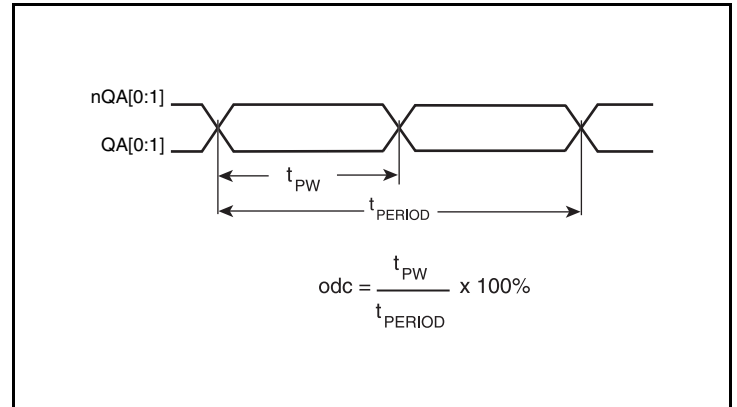 nQA[0:1]
QA[0:1]
tPW
tPERIOD
odc = tPW / tPERIOD x 100%